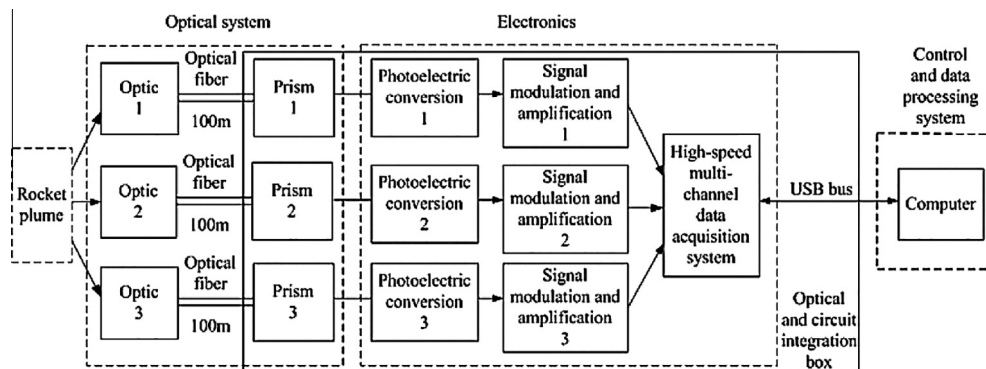 Optical system
Electronics
Control
and data
processing
system
Rocket
plume
Optic
1
Optical
fiber
100m
Prism
1
Photoelectric
conversion
1
Signal
modulation and
amplification
1
Optic
2
Optical
fiber
100m
Prism
2
Photoelectric
conversion
2
Signal
modulation and
amplification
2
Optic
3
Optical
fiber
100m
Prism
3
Photoelectric
conversion
3
Signal
modulation and
amplification
3
High-speed
multi-
channel
data
acquisition
system
USB bus
Computer
Optical
and circuit
integration
box